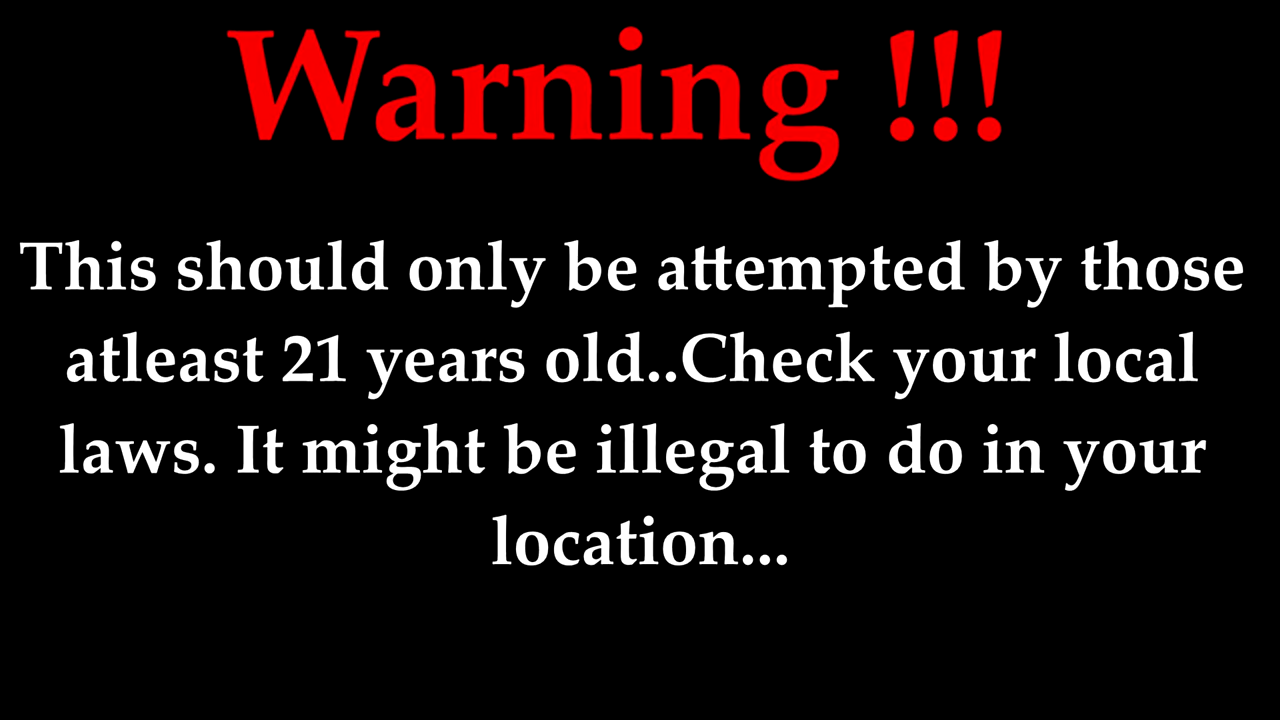 Warning !!!
This should only be attempted by those
atleast 21 years old..Check your local
laws. It might be illegal to do in your
location...